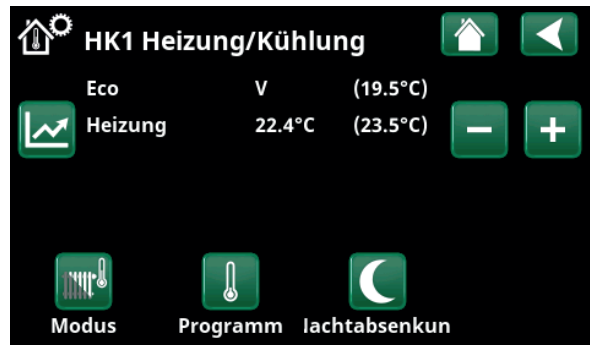 HK1 Heizung/Kühlung
Eco V (19.5°C)
Heizung 22.4°C (23.5°C)
Modus Programm lachtabsenkun